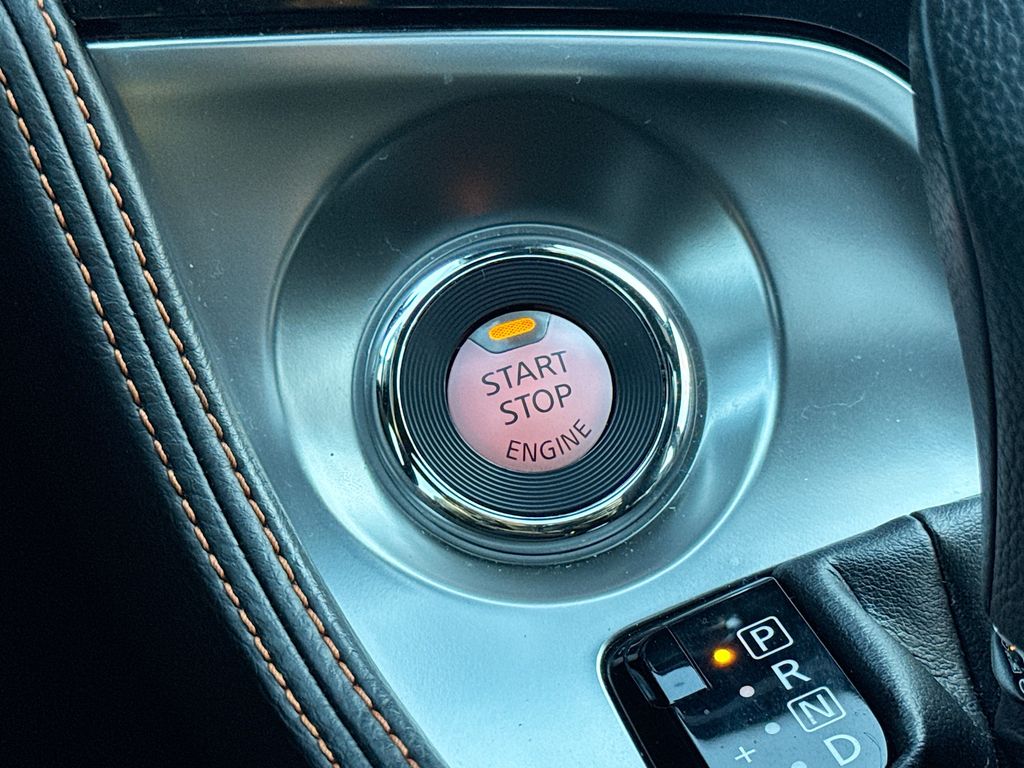 START
STOP
ENGINE
P
R
N
+ D